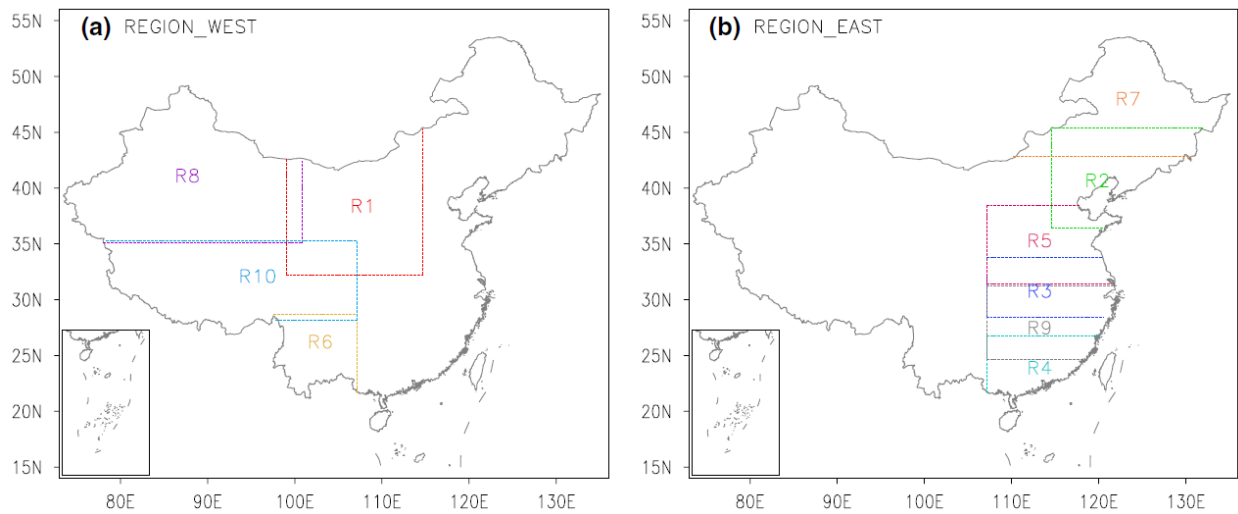 (a) REGION_WEST
55N
50N
45N
40N
35N
30N
25N
20N
15N
R8
R1
R10
R6
80E 90E 100E 110E 120E 130E
(b) REGION_EAST
55N
50N
45N
40N
35N
30N
25N
20N
15N
R7
R2
R5
R3
R9
R4
80E 90E 100E 110E 120E 130E